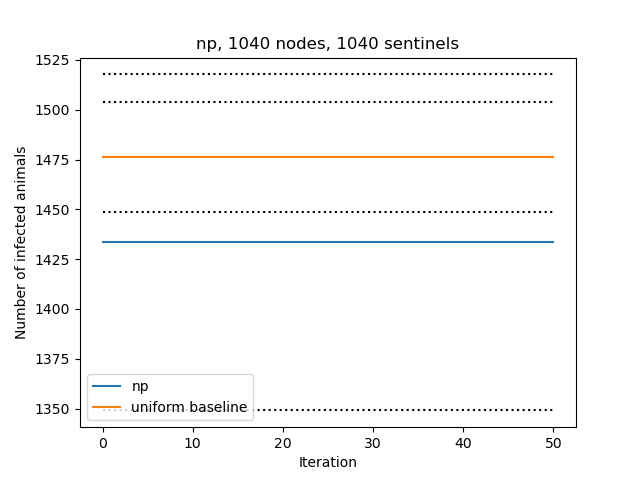 np, 1040 nodes, 1040 sentinels
1525
1500
1475
1450
1425
1400
1375
1350
Number of infected animals
np
uniform baseline
0 10 20 30 40 50
Iteration